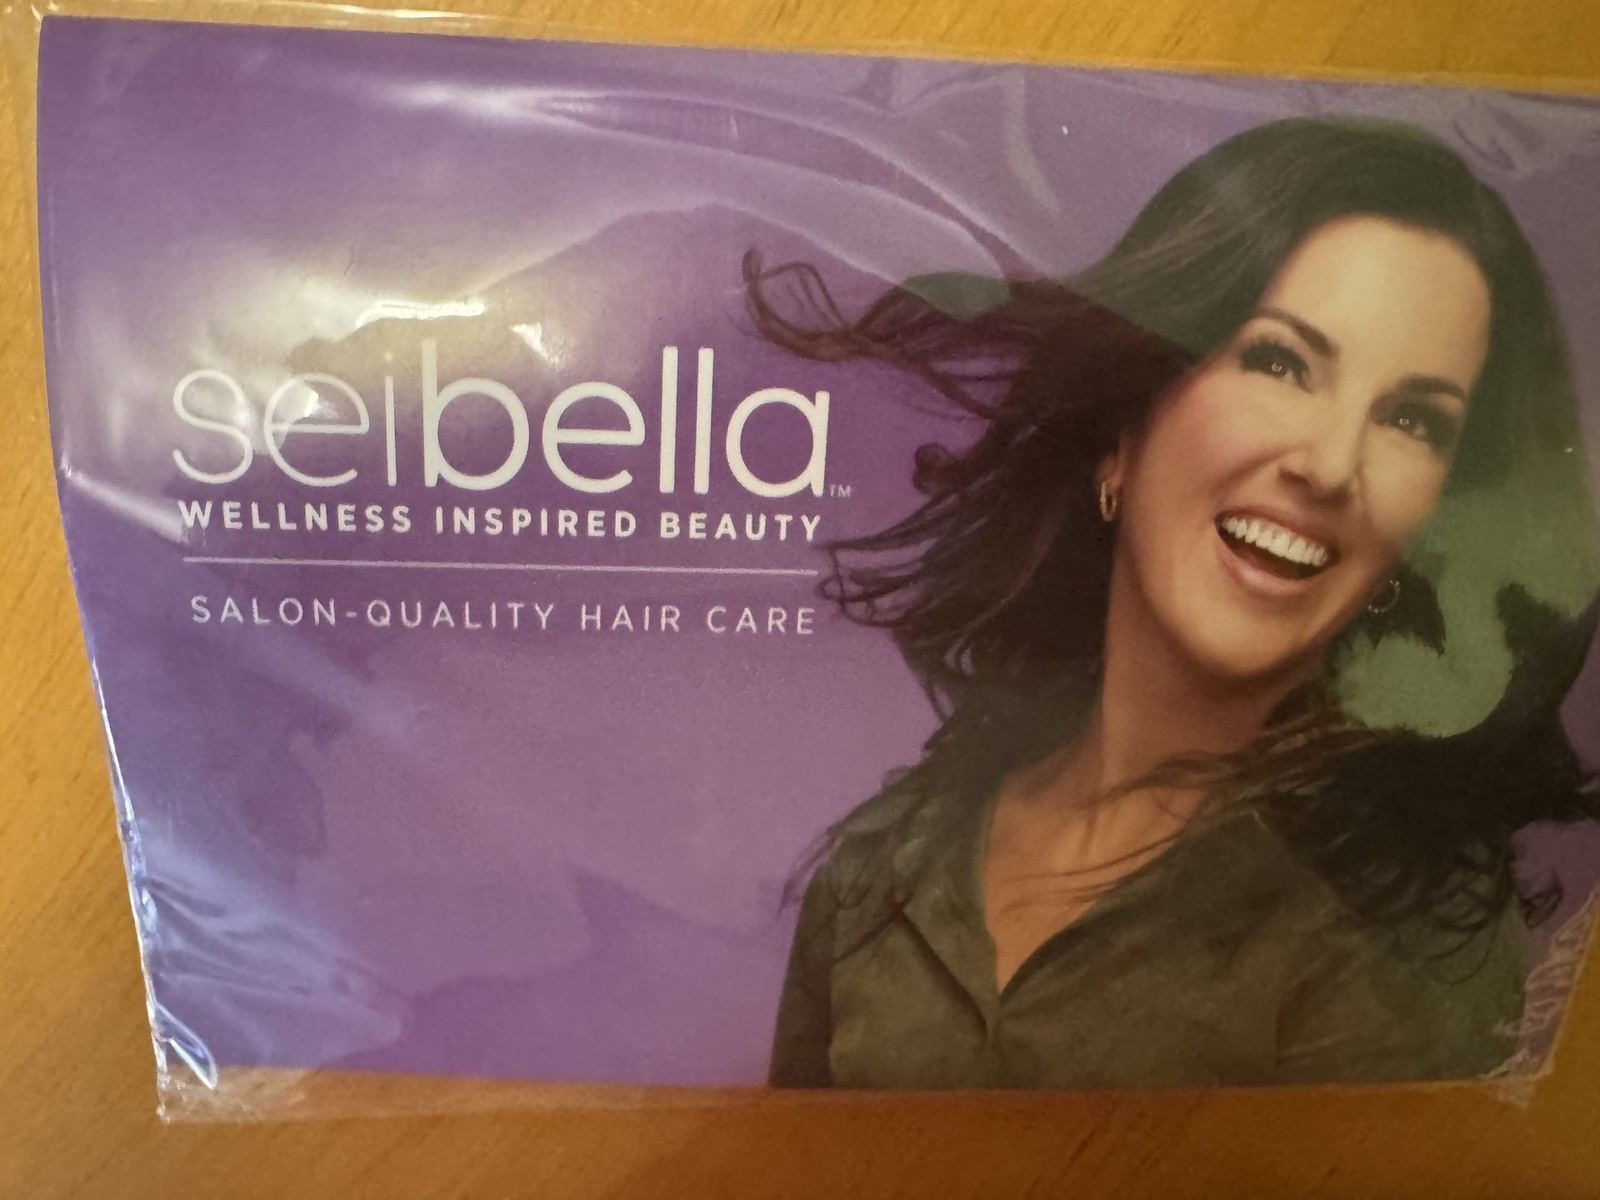 seibella™
WELLNESS INSPIRED BEAUTY
SALON-QUALITY HAIR CARE